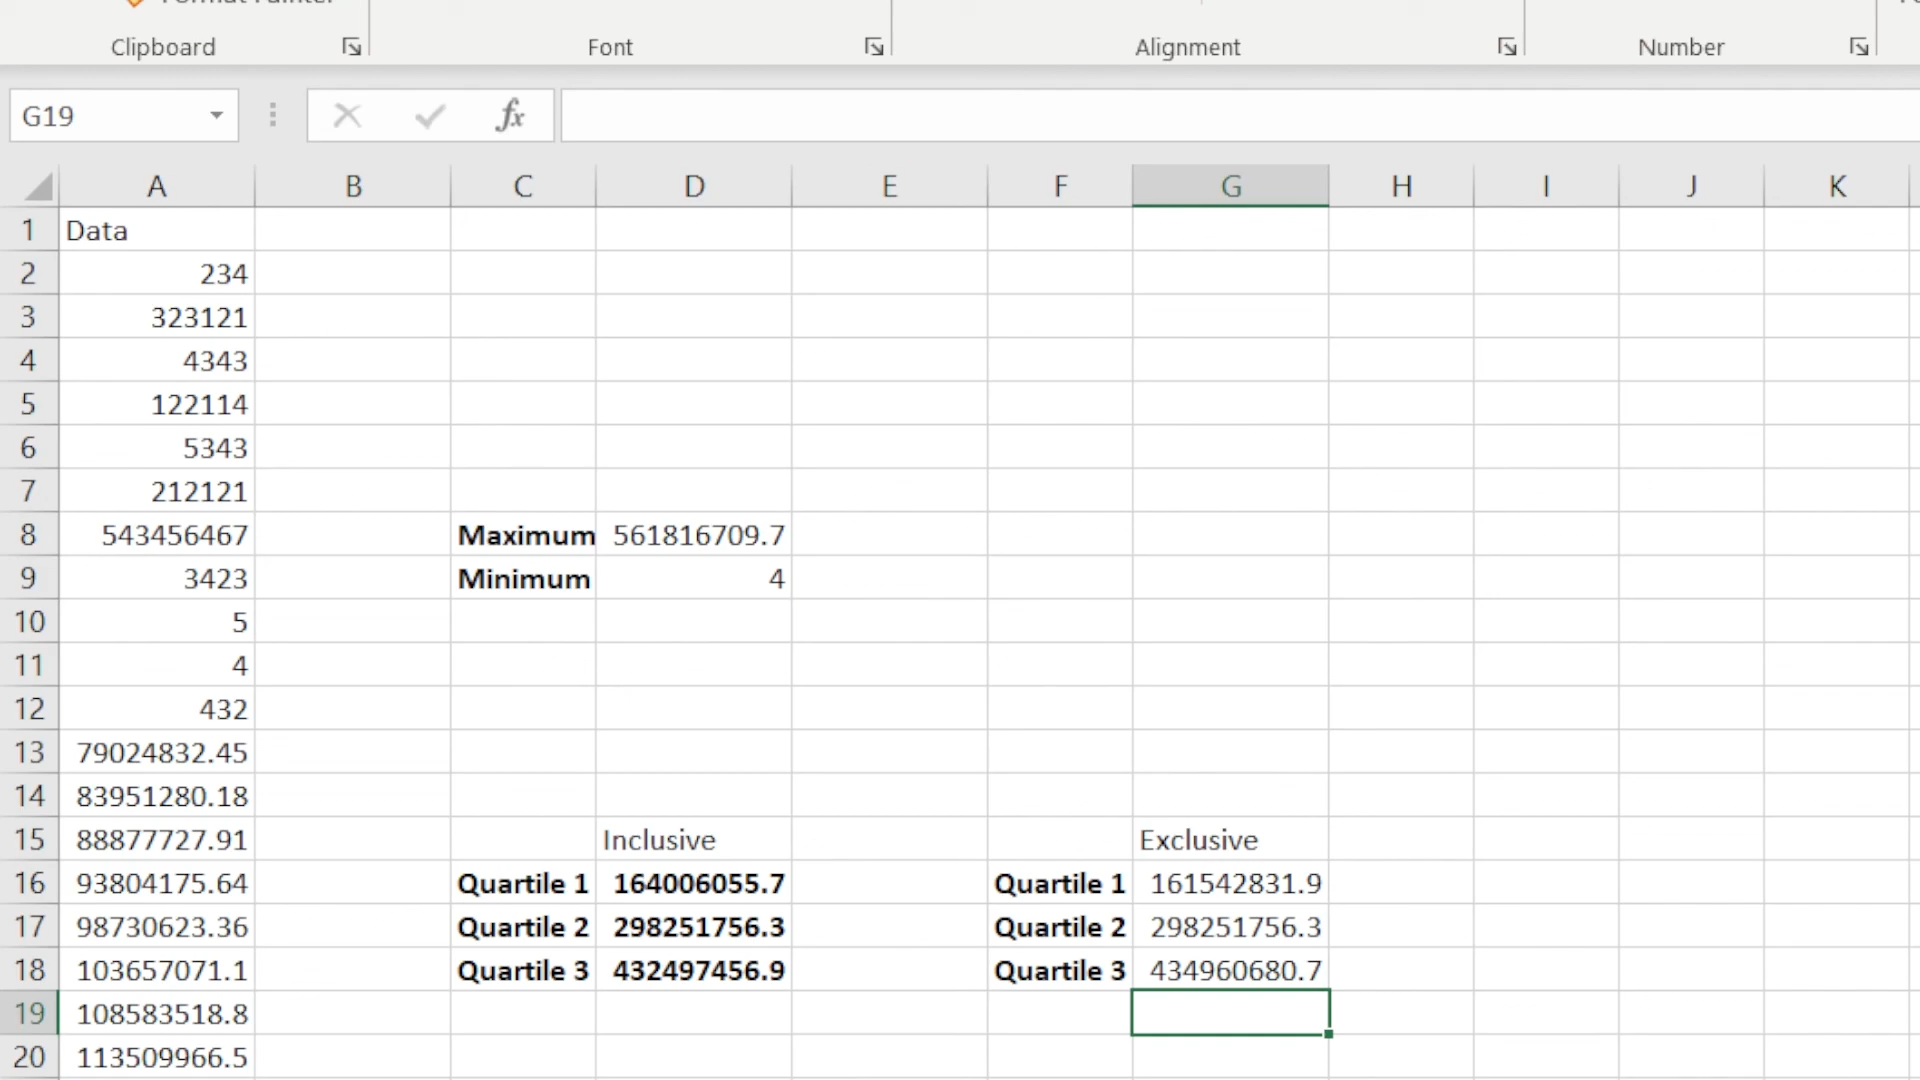 Format Painter
Clipboard Font Alignment Number
G19 fx
A B C D E F G H I J K
1 Data
2 234
3 323121
4 4343
5 122114
6 5343
7 212121
8 543456467 Maximum 561816709.7
9 3423 Minimum 4
10 5
11 4
12 432
13 79024832.45
14 83951280.18
15 88877727.91 Inclusive Exclusive
16 93804175.64 Quartile 1 164006055.7 Quartile 1 161542831.9
17 98730623.36 Quartile 2 298251756.3 Quartile 2 298251756.3
18 103657071.1 Quartile 3 432497456.9 Quartile 3 434960680.7
19 108583518.8
20 113509966.5